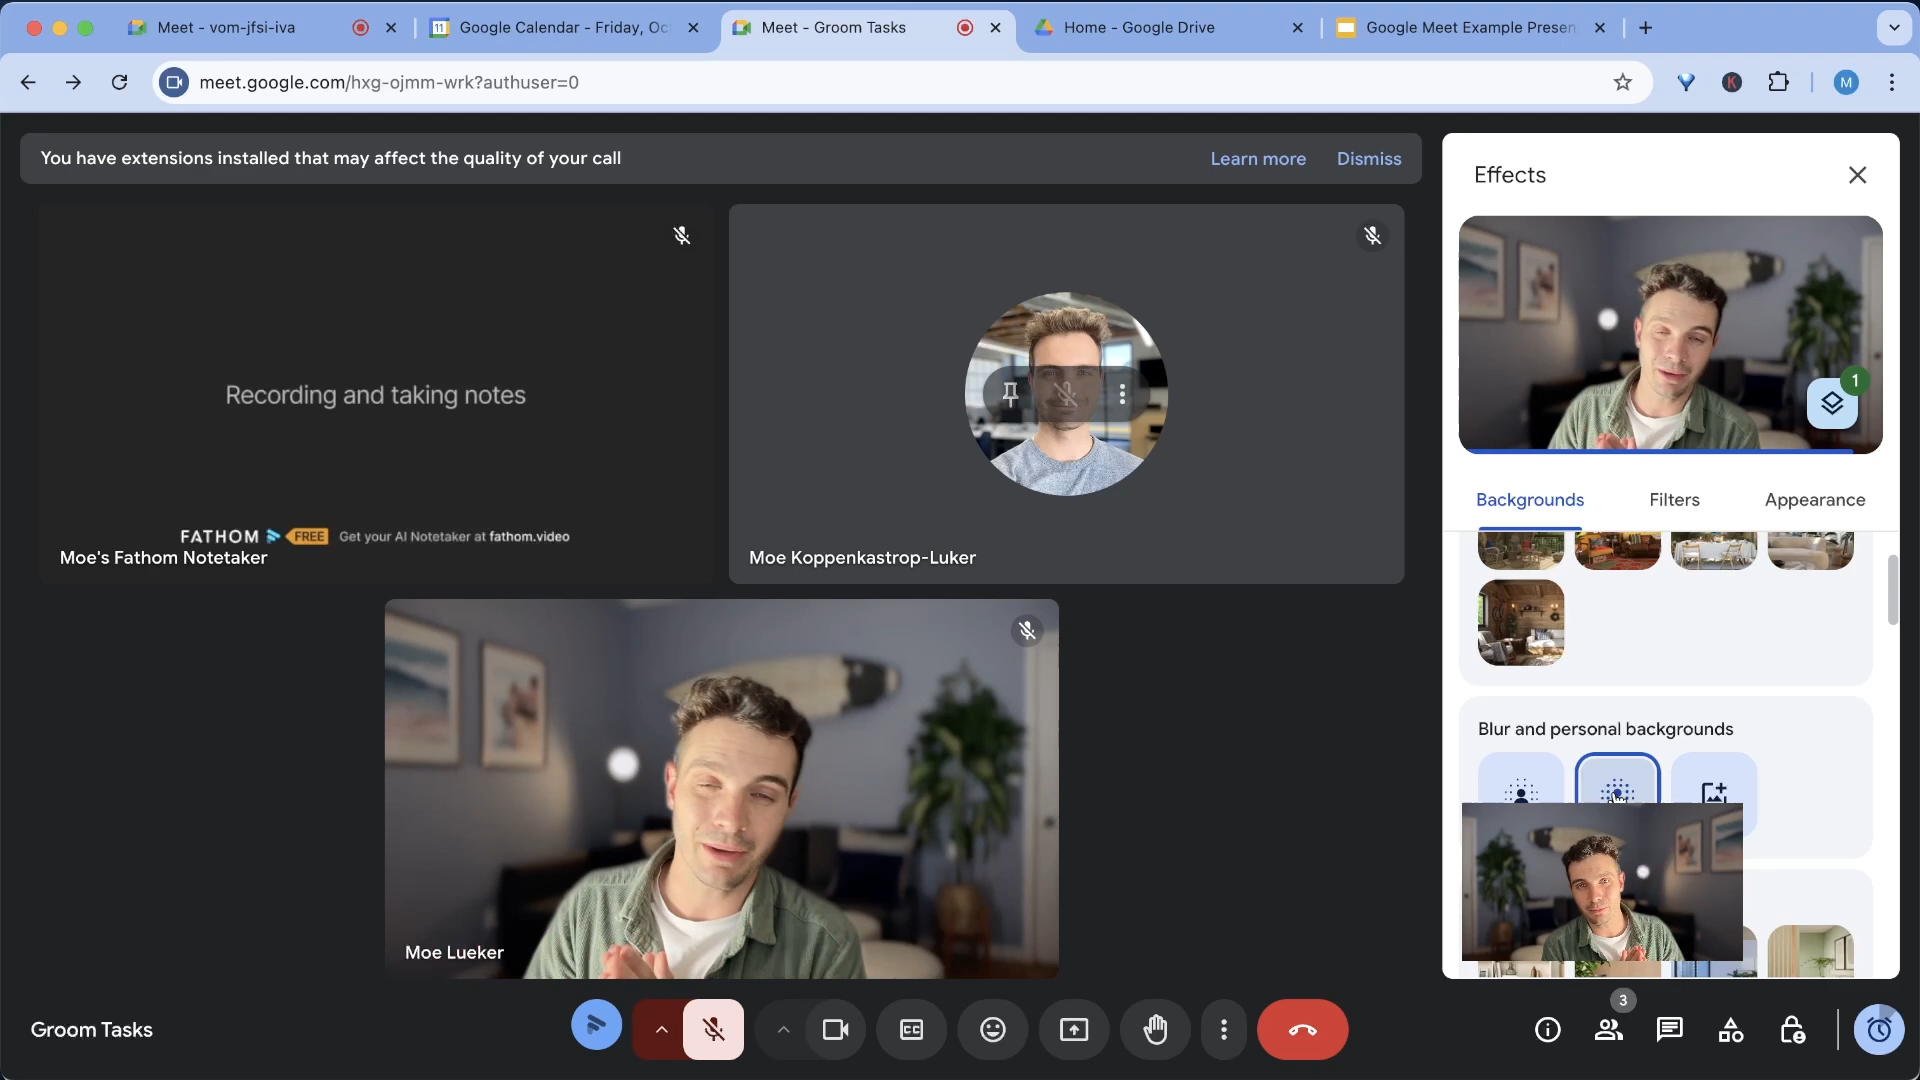 Meet - vom-jfsi-iva
Google Calendar - Friday, Oc
Meet - Groom Tasks
Home - Google Drive
Google Meet Example Presen
11
meet.google.com/hxg-ojmm-wrk?authuser=0
K
M
You have extensions installed that may affect the quality of your call
Learn more
Dismiss
Effects
1
Recording and taking notes
FATHOM FREE Get your AI Notetaker at fathom.video
Moe's Fathom Notetaker
Moe Koppenkastrop-Luker
Backgrounds
Filters
Appearance
Blur and personal backgrounds
Moe Lueker
Groom Tasks
CC
3